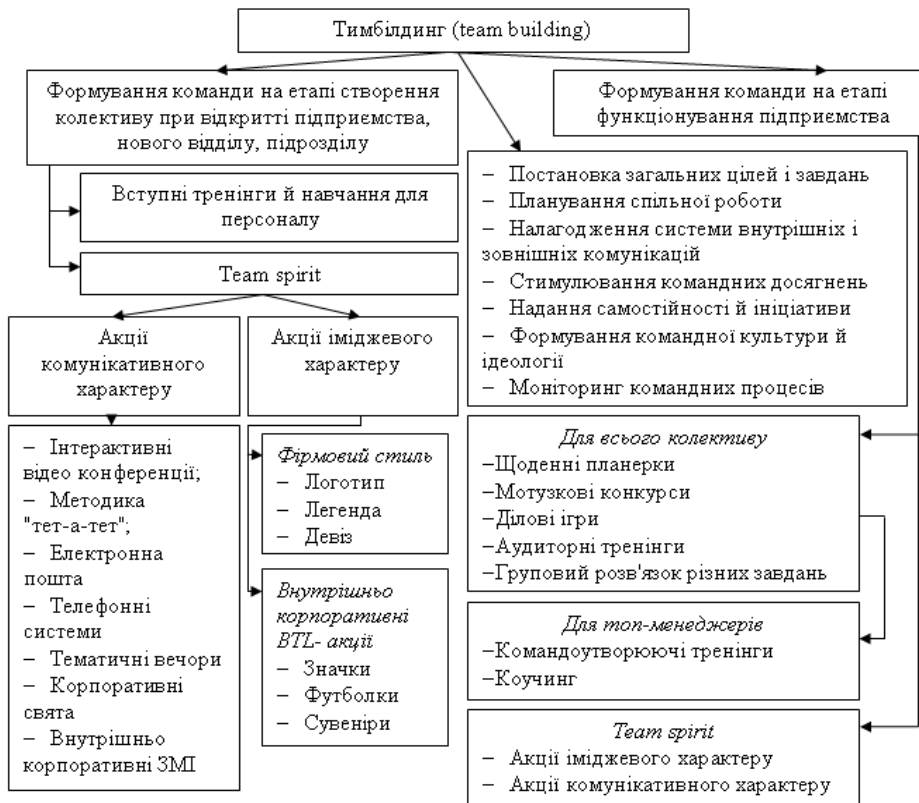 Тимбілдинг (team building)
Формування команди на етапі створення
колективу при відкритті підприємства,
нового відділу, підрозділу
Формування команди на етапі
функціонування підприємства
Вступні тренінги й навчання для
персоналу
Team spirit
− Постановка загальних цілей і завдань
− Планування спільної роботи
− Налагодження системи внутрішніх і
зовнішніх комунікацій
− Стимулювання командних досягнень
− Надання самостійності й ініціативи
− Формування командної культури й
ідеології
− Моніторинг командних процесів
Акції
комунікативного
характеру
Акції іміджевого
характеру
− Інтерактивні
відео конференції;
− Методика
"тет-а-тет";
− Електронна
пошта
− Телефонні
системи
− Тематичні вечори
− Корпоративні
свята
− Внутрішньо
корпоративні ЗМІ
Фірмовий стиль
− Логотип
− Легенда
− Девіз
Внутрішньо
корпоративні
BTL- акції
− Значки
− Футболки
− Сувеніри
Для всього колективу
−Щоденні планерки
−Мотузкові конкурси
−Ділові ігри
−Аудиторні тренінги
−Груповий розв'язок різних завдань
Для топ-менеджерів
−Командоутворюючі тренінги
−Коучинг
Team spirit
− Акції іміджевого характеру
− Акції комунікативного характеру